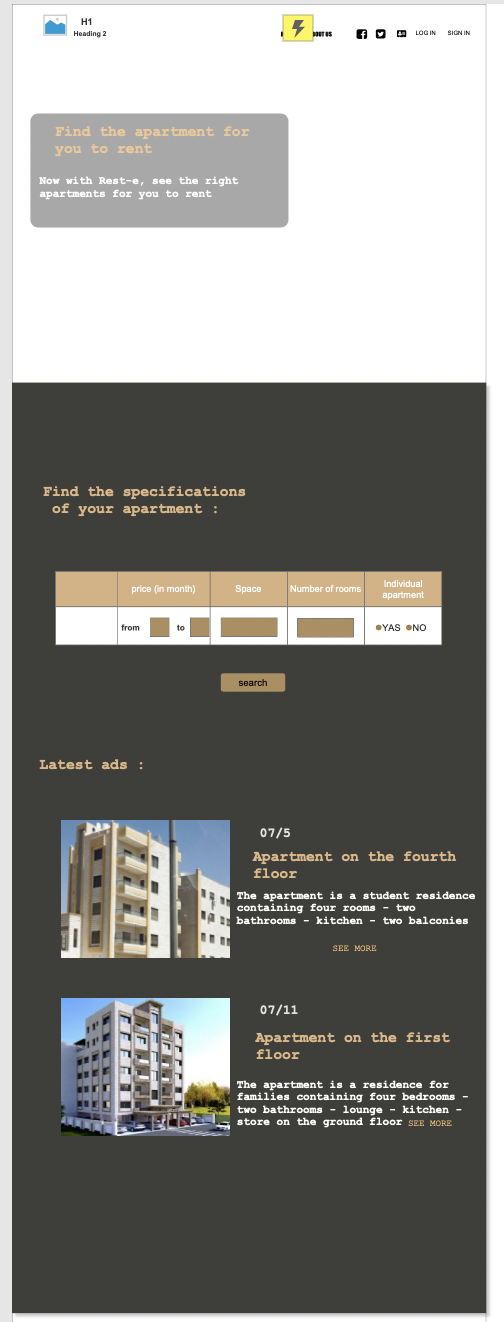 H1
Heading 2
OUT US
LOG IN
SIGN IN
Find the apartment for
you to rent
Now with Rest-e, see the right
apartments for you to rent
Find the specifications
of your apartment :
price (in month)
Space
Number of rooms
Individual
apartment
from
to
YAS
NO
search
Latest ads :
07/5
Apartment on the fourth
floor
The apartment is a student residence
containing four rooms - two
bathrooms - kitchen - two balconies
SEE MORE
07/11
Apartment on the first
floor
The apartment is a residence for
families containing four bedrooms -
two bathrooms - lounge - kitchen -
store on the ground floor SEE MORE